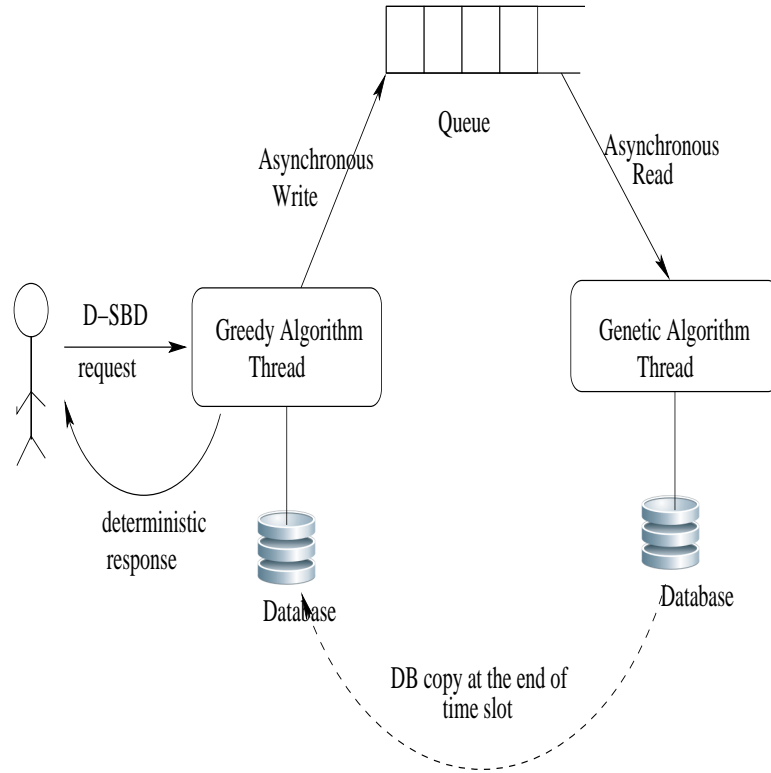 Queue
Asynchronous
Write
Asynchronous
Read
D–SBD
request
Greedy Algorithm
Thread
Genetic Algorithm
Thread
deterministic
response
Database
Database
DB copy at the end of
time slot